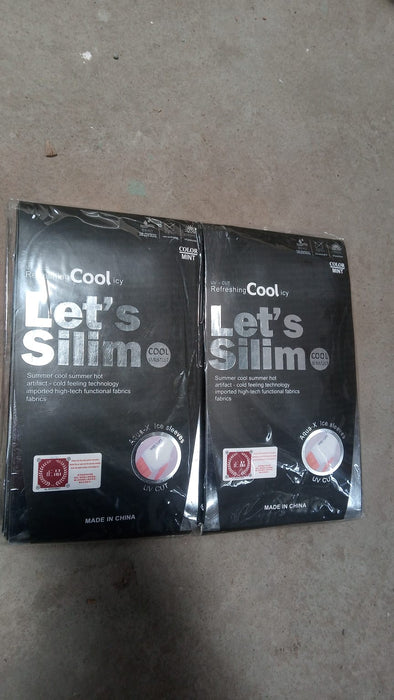 COLOR
MINT
Refreshing Cool icy
Let's
Silim
COOL
Summer cool summer hot
artifact - cold feeling technology
imported high-tech functional fabrics
fabrics
Aqua-X Ice sleeves
UV CUT
MADE IN CHINA
COLOR
MINT
UV - CUT
Refreshing Cool icy
Let's
Silim
COOL
Summer cool summer hot
artifact - cold feeling technology
imported high-tech functional fabrics
fabrics
Aqua-X Ice sleeves
UV CUT
MADE IN CHINA